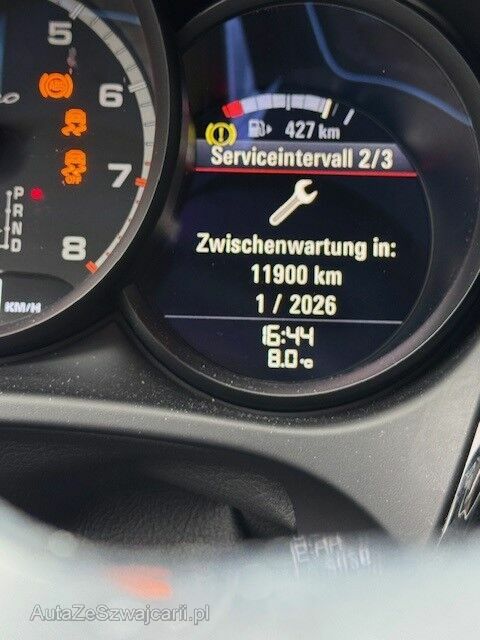 5
6
7
8
P
R
N
D
KM/H
427 km
Serviceintervall 2/3
Zwischenwartung in:
11900 km
1 / 2026
16:44
8.0 °c
AutaZeSzwajcarii.pl